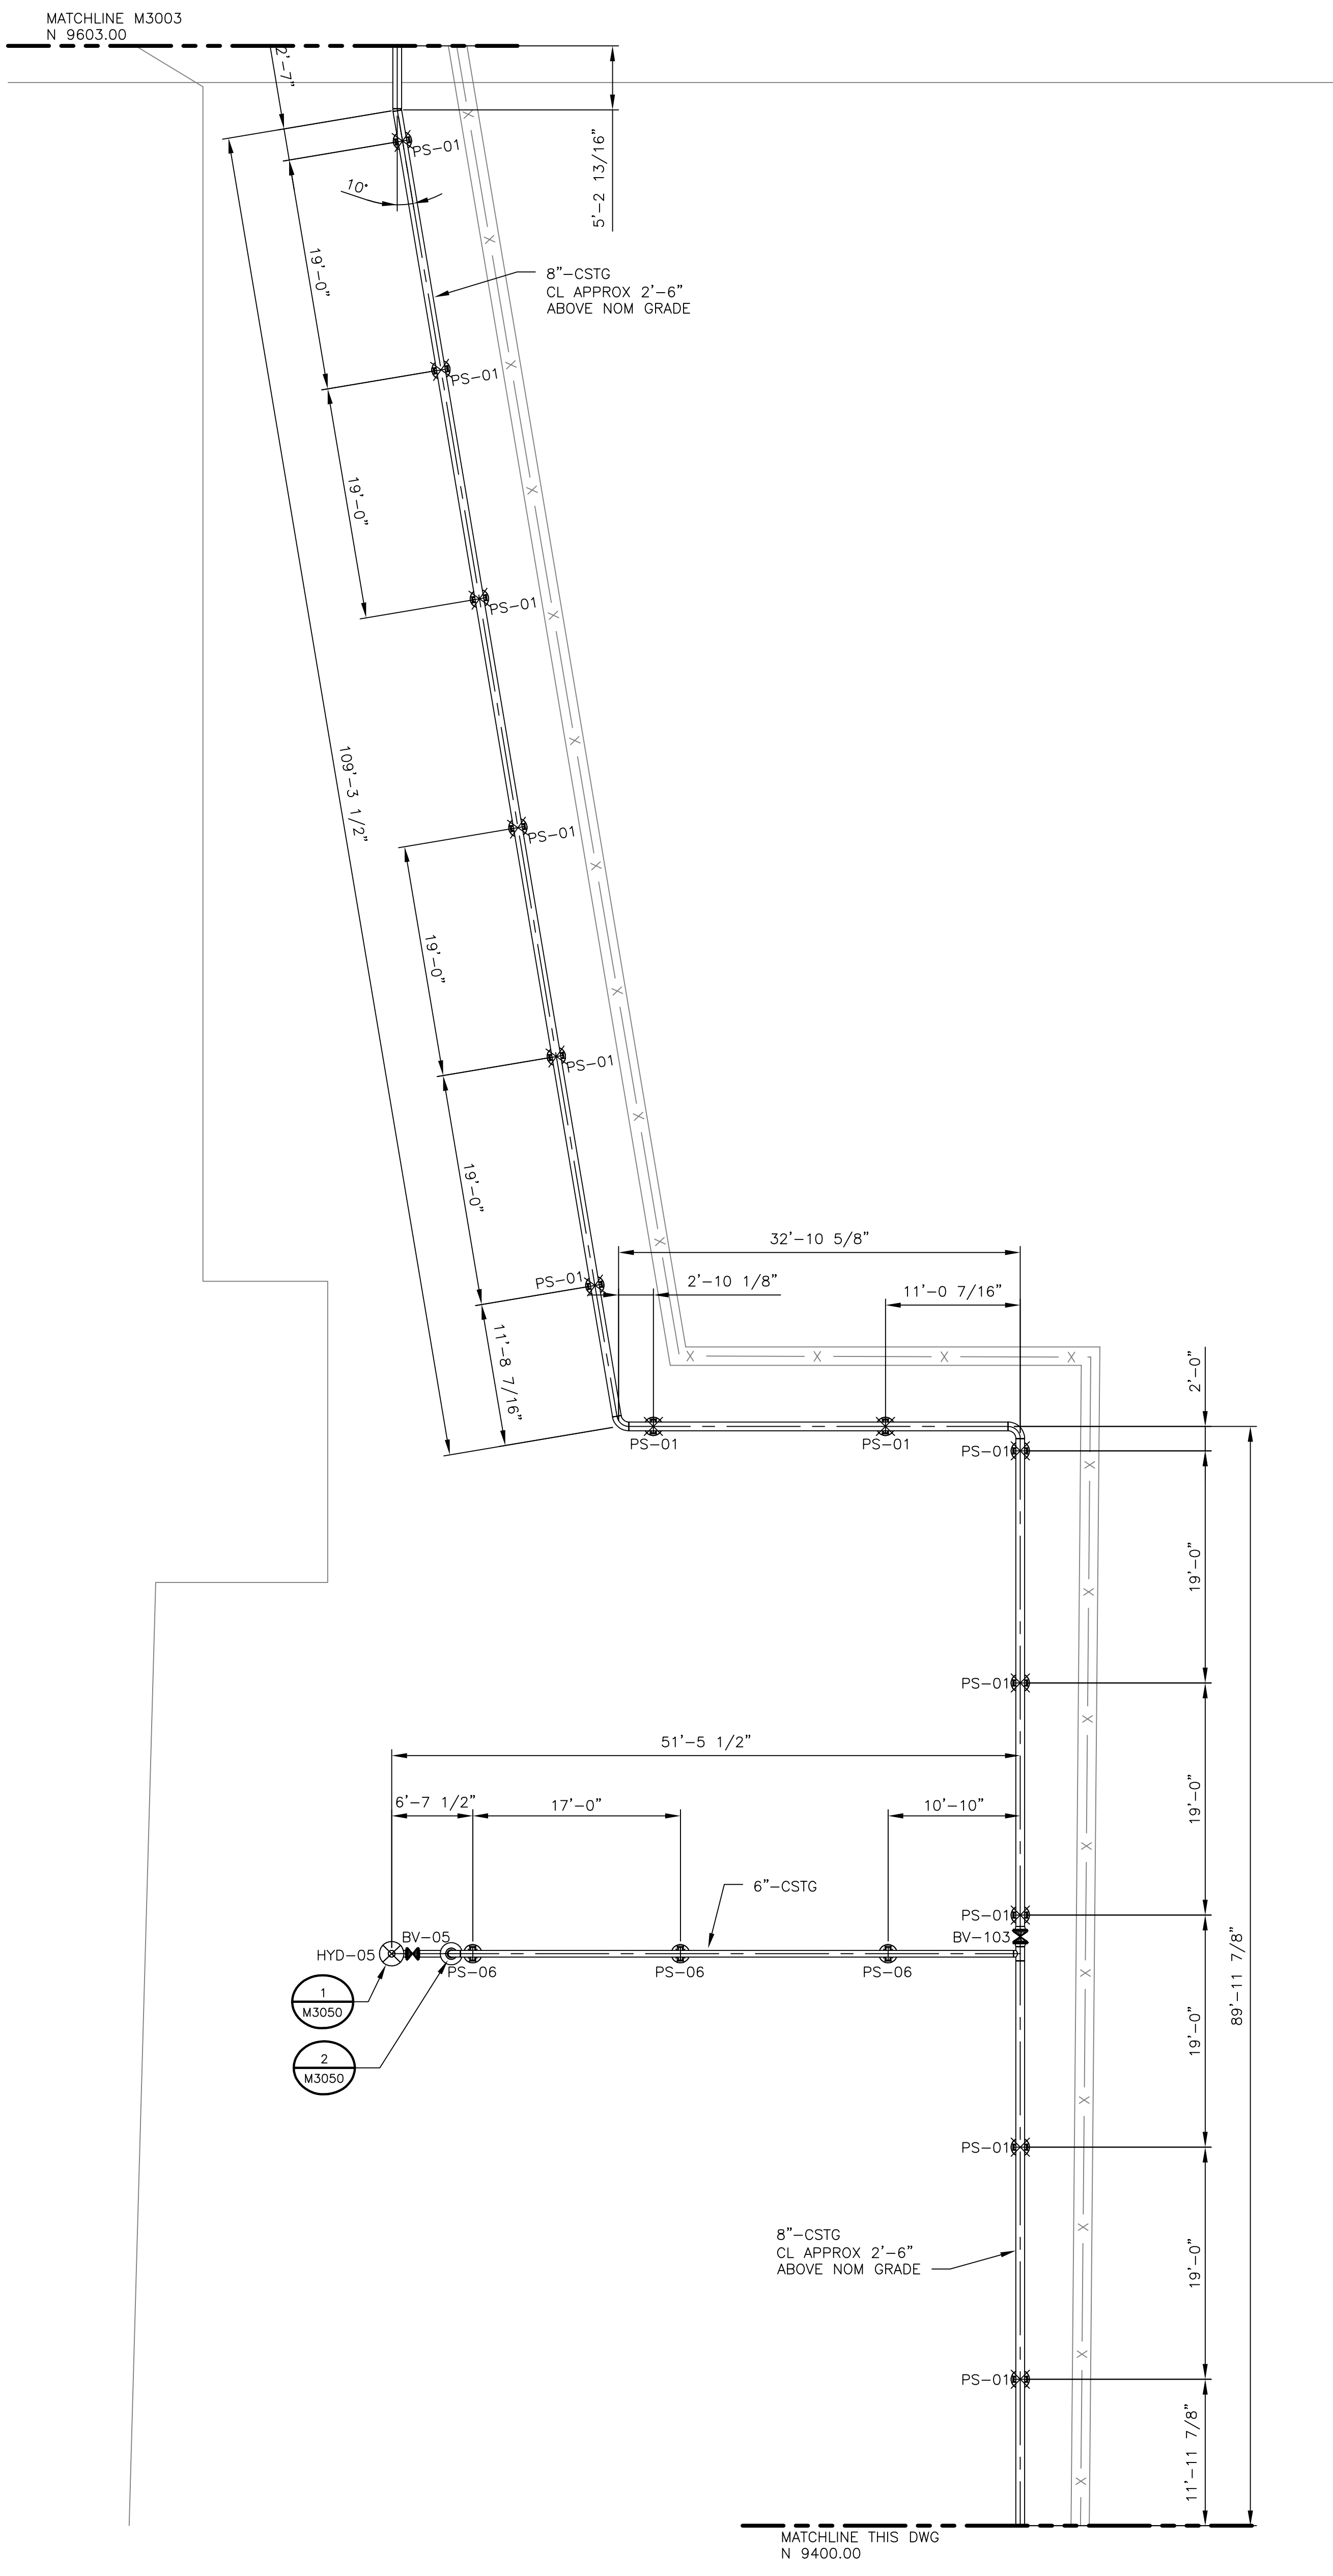 MATCHLINE M3003
N 9603.00
2'-7"
5'-2 13/16"
PS-01
10°
19'-0"
8"-CSTG
CL APPROX 2'-6"
ABOVE NOM GRADE
PS-01
19'-0"
PS-01
109'-3 1/2"
PS-01
19'-0"
PS-01
19'-0"
32'-10 5/8"
PS-01
2'-10 1/8"
11'-0 7/16"
11'-8 7/16"
2'-0"
PS-01
PS-01
PS-01
19'-0"
PS-01
51'-5 1/2"
6'-7 1/2"
17'-0"
10'-10"
19'-0"
6"-CSTG
PS-01
BV-05
BV-103
HYD-05
PS-06
PS-06
PS-06
89'-11 7/8"
1
M3050
19'-0"
2
M3050
PS-01
8"-CSTG
CL APPROX 2'-6"
ABOVE NOM GRADE
19'-0"
PS-01
11'-11 7/8"
MATCHLINE THIS DWG
N 9400.00
X X X X X X X X X X
X X X X
X X X X X X X X X